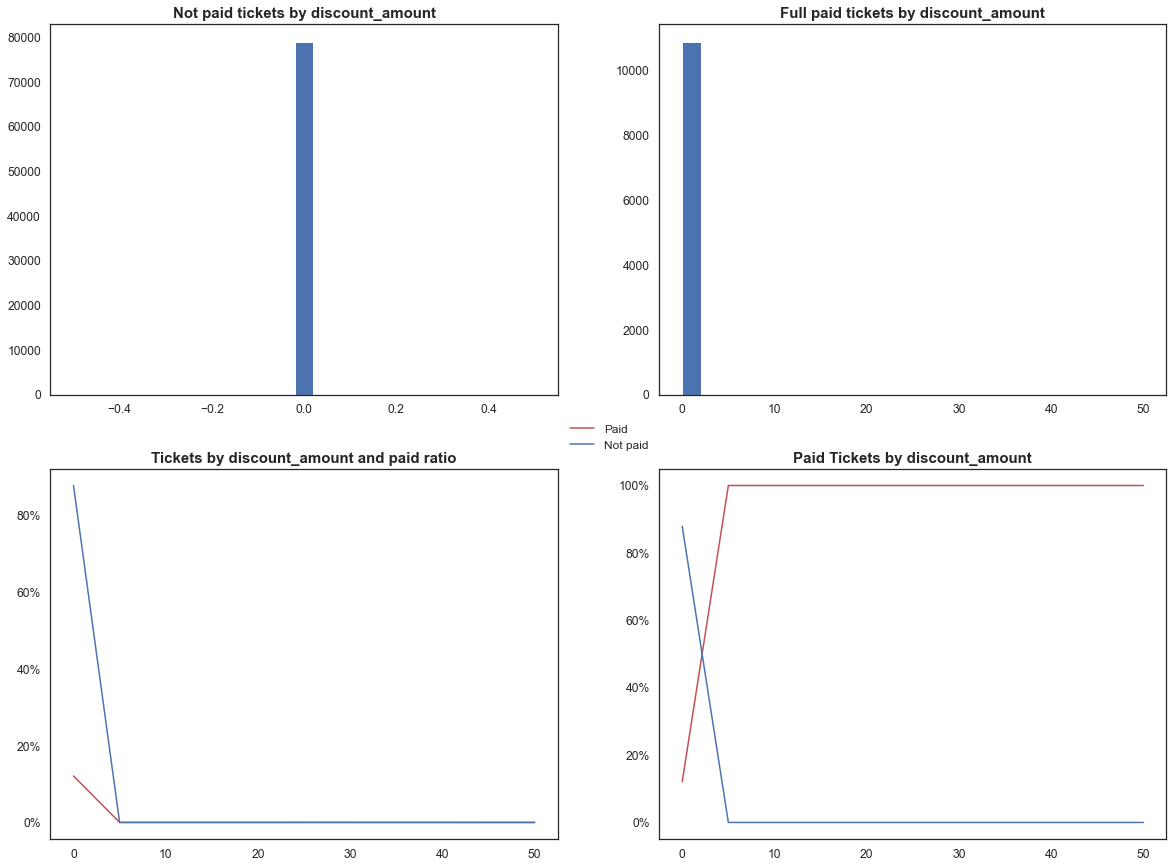 Not paid tickets by discount_amount
80000
70000
60000
50000
40000
30000
20000
10000
0
−0.4 −0.2 0.0 0.2 0.4
Full paid tickets by discount_amount
10000
8000
6000
4000
2000
0
0 10 20 30 40 50
Paid
Not paid
Tickets by discount_amount and paid ratio
80%
60%
40%
20%
0%
0 10 20 30 40 50
Paid Tickets by discount_amount
100%
80%
60%
40%
20%
0%
0 10 20 30 40 50